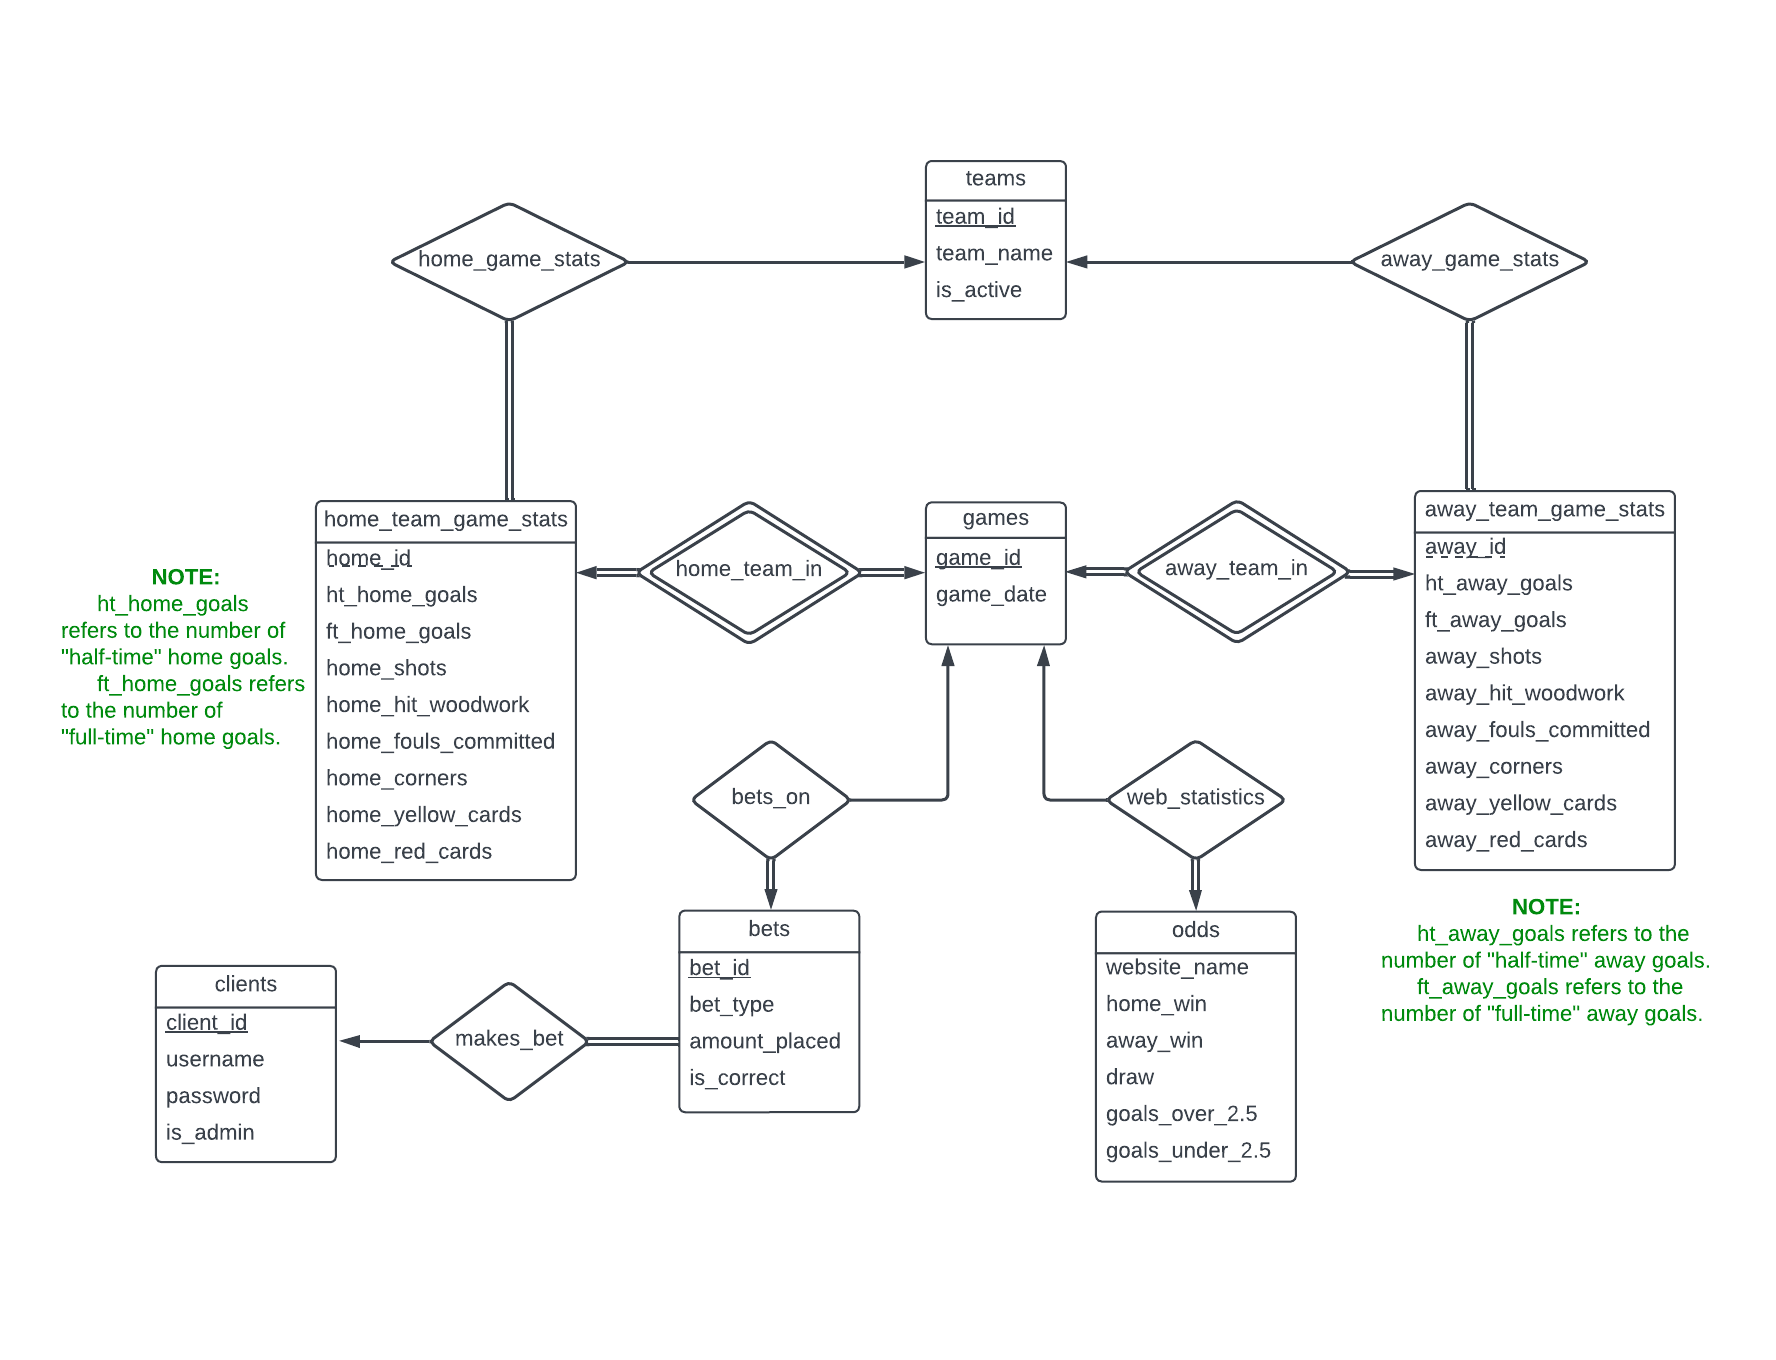 teams
team_id
team_name
is_active
home_game_stats
away_game_stats
home_team_game_stats
home_id
ht_home_goals
ft_home_goals
home_shots
home_hit_woodwork
home_fouls_committed
home_corners
home_yellow_cards
home_red_cards
NOTE:
ht_home_goals
refers to the number of
"half-time" home goals.
ft_home_goals refers
to the number of
"full-time" home goals.
home_team_in
games
game_id
game_date
away_team_in
away_team_game_stats
away_id
ht_away_goals
ft_away_goals
away_shots
away_hit_woodwork
away_fouls_committed
away_corners
away_yellow_cards
away_red_cards
NOTE:
ht_away_goals refers to the
number of "half-time" away goals.
ft_away_goals refers to the
number of "full-time" away goals.
bets_on
web_statistics
clients
client_id
username
password
is_admin
makes_bet
bets
bet_id
bet_type
amount_placed
is_correct
odds
website_name
home_win
away_win
draw
goals_over_2.5
goals_under_2.5